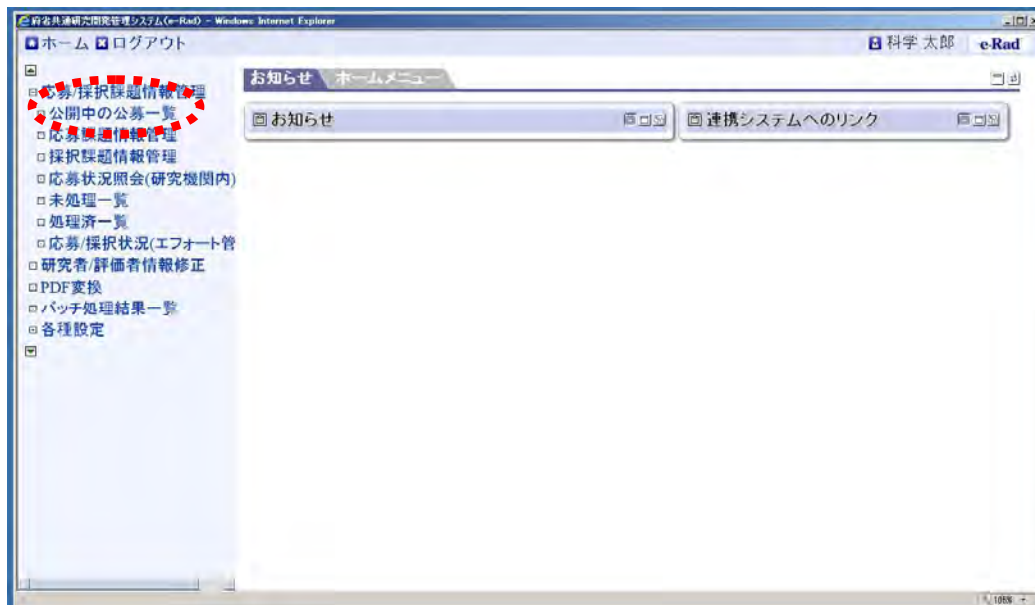 府省共通研究開発管理システム(e-Rad) - Windows Internet Explorer
ホーム ログアウト
科学 太郎 e-Rad
お知らせ ホームメニュー
応募/採択課題情報管理
公開中の公募一覧
応募課題情報管理
採択課題情報管理
応募状況照会(研究機関内)
未処理一覧
処理済一覧
応募/採択状況(エフォート管
研究者/評価者情報修正
PDF変換
バッチ処理結果一覧
各種設定
お知らせ
連携システムへのリンク
106%